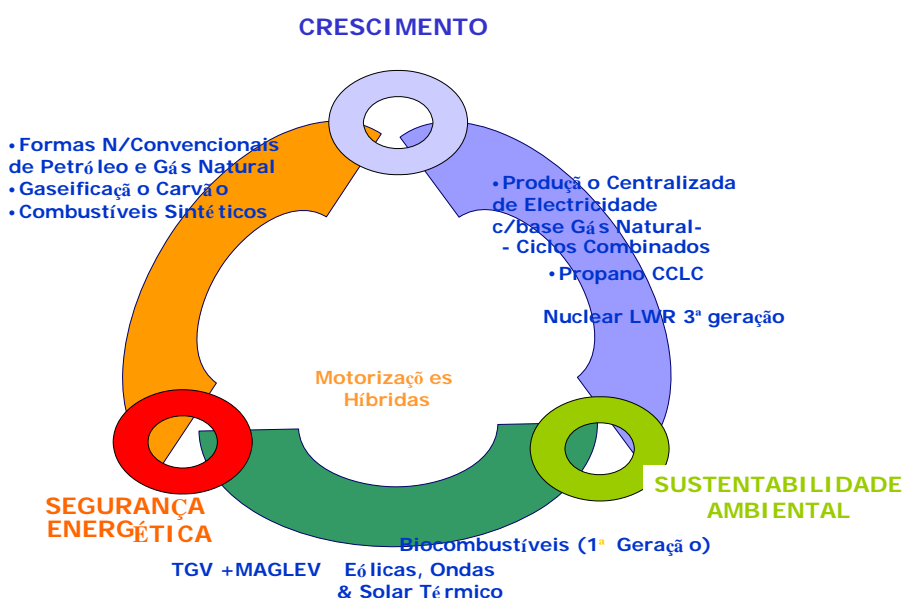 CRESCIMENTO
•Formas N/Convencionais
de Petróleo e Gás Natural
•Gaseificação Carvão
•Combustíveis Sintéticos
•Produção Centralizada
de Electricidade
c/base Gás Natural-
- Ciclos Combinados
•Propano CCLC
Nuclear LWR 3ª geração
Motorizações
Híbridas
SEGURANÇA
ENERGÉTICA
SUSTENTABILIDADE
AMBIENTAL
Biocombustíveis (1ª Geração)
TGV +MAGLEV Eólicas, Ondas
& Solar Térmico